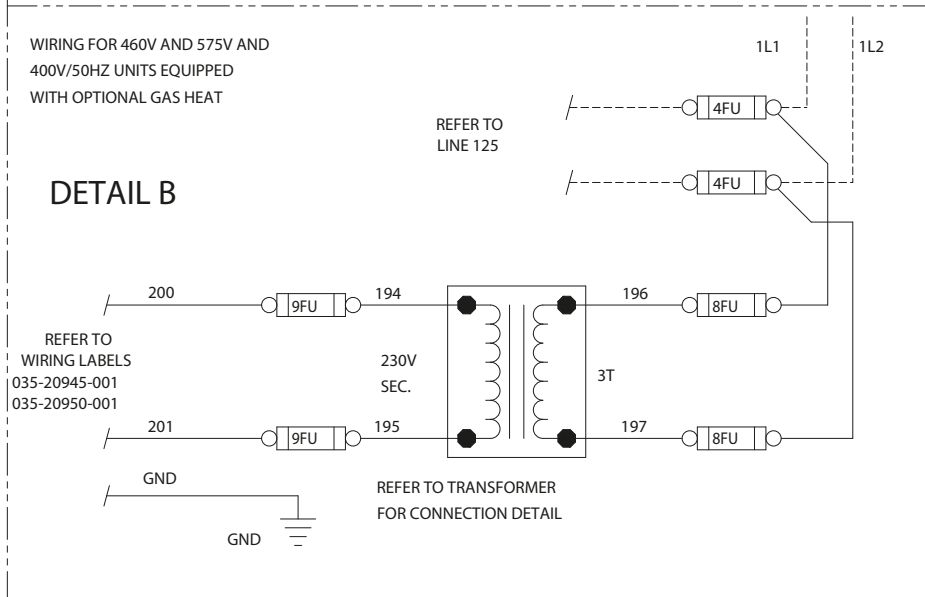 WIRING FOR 460V AND 575V AND
400V/50HZ UNITS EQUIPPED
WITH OPTIONAL GAS HEAT
1L1
1L2
REFER TO
LINE 125
4FU
4FU
DETAIL B
200
9FU
194
196
8FU
REFER TO
WIRING LABELS
035-20945-001
035-20950-001
230V
SEC.
3T
201
9FU
195
197
8FU
GND
GND
REFER TO TRANSFORMER
FOR CONNECTION DETAIL